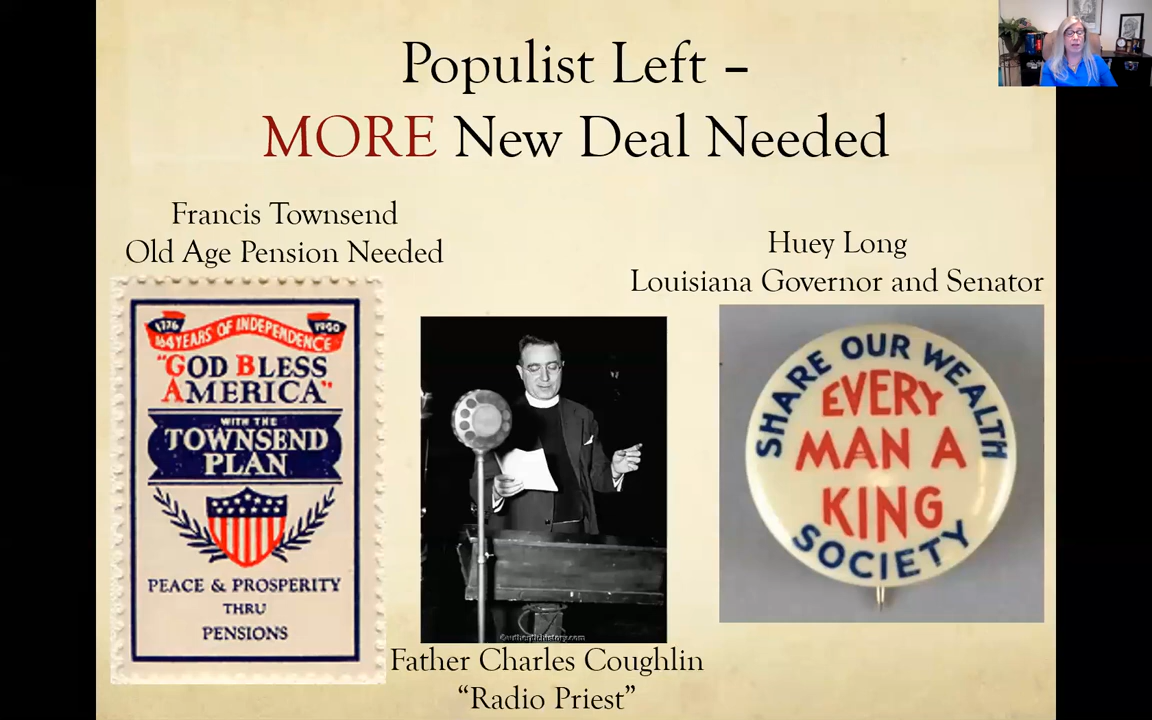 Populist Left –
MORE New Deal Needed
Francis Townsend
Old Age Pension Needed
1776 1940
164 YEARS OF INDEPENDENCE
"GOD BLESS
AMERICA"
WITH THE
TOWNSEND
PLAN
PEACE & PROSPERITY
THRU
PENSIONS
©authentichistory.com
Father Charles Coughlin
"Radio Priest"
Huey Long
Louisiana Governor and Senator
SHARE OUR WEALTH
EVERY
MAN A
KING
SOCIETY